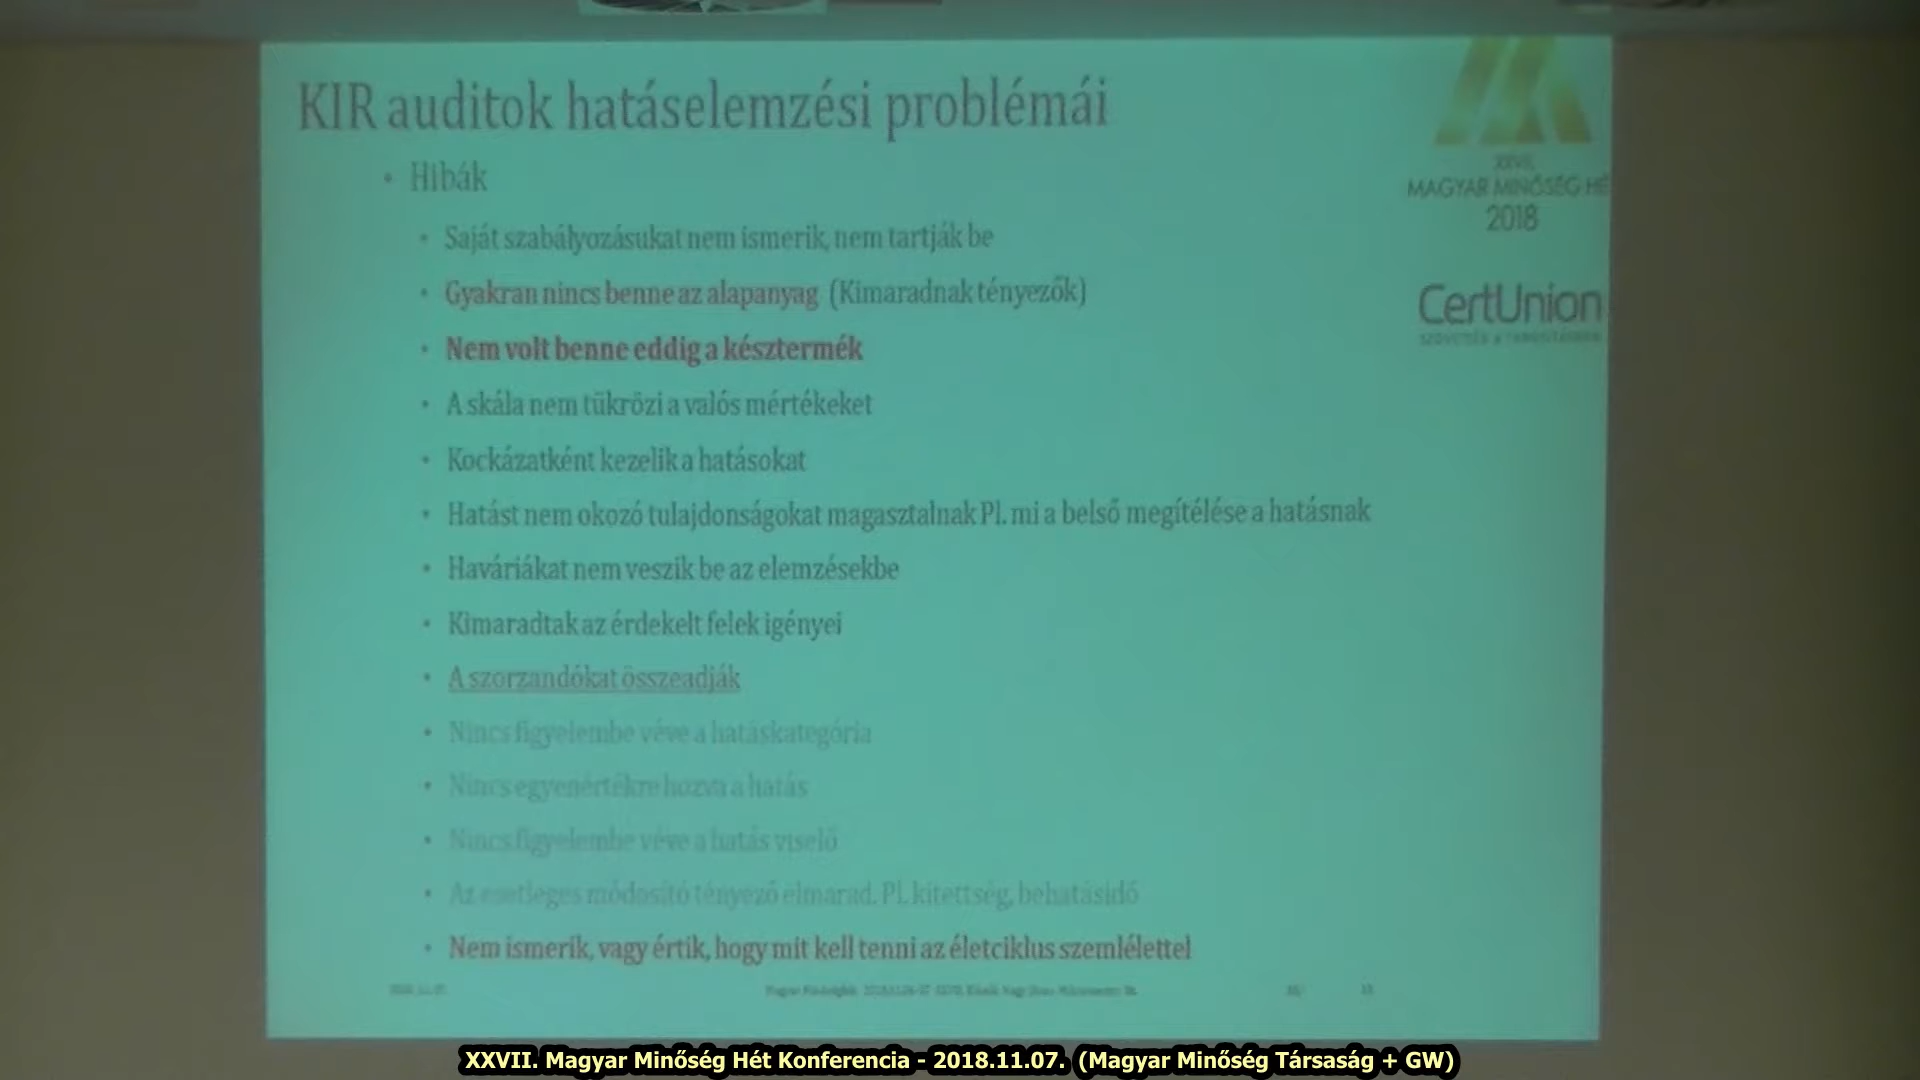 KIR auditok hatáselemzési problémái
• Hibák
• Saját szabályozásukat nem ismerik, nem tartják be
• Gyakran nincs benne az alapanyag (Kimaradnak tényezők)
• Nem volt benne eddig a késztermék
• A skála nem tükrözi a valós mértékeket
• Kockázatként kezelik a hatásokat
• Hatást nem okozó tulajdonságokat magasztalnak Pl. mi a belső megítélése a hatásnak
• Haváriákat nem veszik be az elemzésekbe
• Kimaradtak az érdekelt felek igényei
• A szorzandókat összeadják
• Nincs figyelembe véve a hatáskategória
• Nincs egyenértékre hozva a hatás
• Nincs figyelembe véve a hatás viselő
• Az esetleges módosító tényező elmarad. Pl. kitettség, behatásidő
• Nem ismerik, vagy értik, hogy mit kell tenni az életciklus szemlélettel
XXVII.
MAGYAR MINŐSÉG HÉ
2018
CertUnion
XXVII. Magyar Minőség Hét Konferencia - 2018.11.07. (Magyar Minőség Társaság + GW)